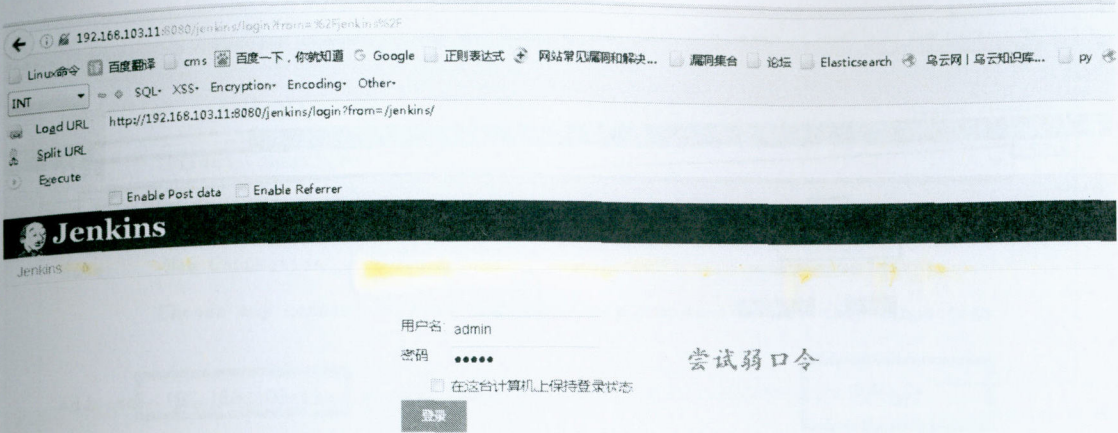 192.168.103.11:8080/jenkins/login?from=%2Fjenkins%2F
Linux命令 百度翻译 cms 百度一下,你就知道 G Google 正则表达式 网站常见漏洞和解决... 漏洞集合 论坛 Elasticsearch 乌云网 | 乌云知识库... py
INT SQL- XSS- Encryption- Encoding- Other-
Load URL http://192.168.103.11:8080/jenkins/login?from=/jenkins/
Split URL
Execute
Enable Post data Enable Referrer
Jenkins
Jenkins
用户名: admin
密码: •••••
尝试弱口令
在这台计算机上保持登录状态
登录